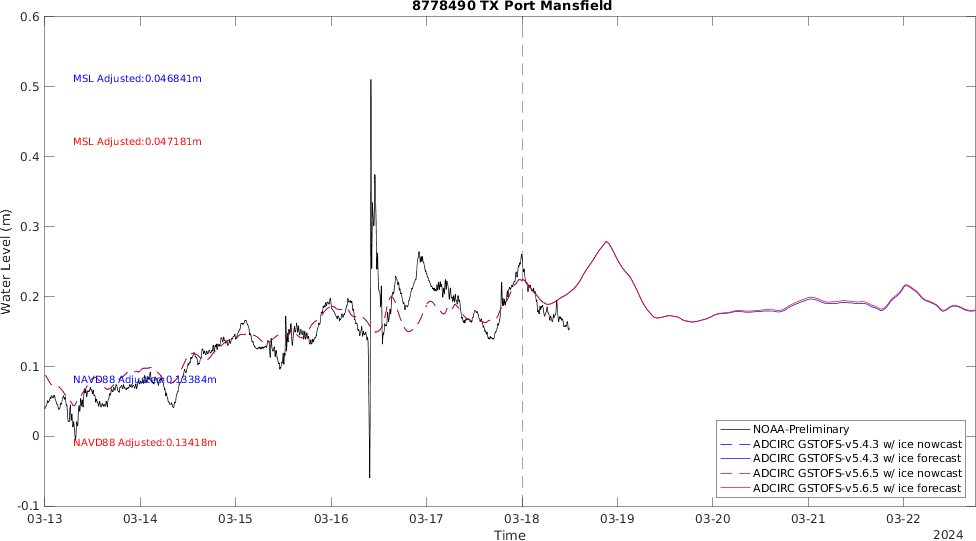 8778490 TX Port Mansfield
0.6
0.5
0.4
0.3
0.2
0.1
0
-0.1
Water Level (m)
MSL Adjusted:0.046841m
MSL Adjusted:0.047181m
NAVD88 Adjusted:0.13384m
NAVD88 Adjusted:0.13418m
NOAA-Preliminary
ADCIRC GSTOFS-v5.4.3 w/ ice nowcast
ADCIRC GSTOFS-v5.4.3 w/ ice forecast
ADCIRC GSTOFS-v5.6.5 w/ ice nowcast
ADCIRC GSTOFS-v5.6.5 w/ ice forecast
03-13 03-14 03-15 03-16 03-17 03-18 03-19 03-20 03-21 03-22
Time
2024